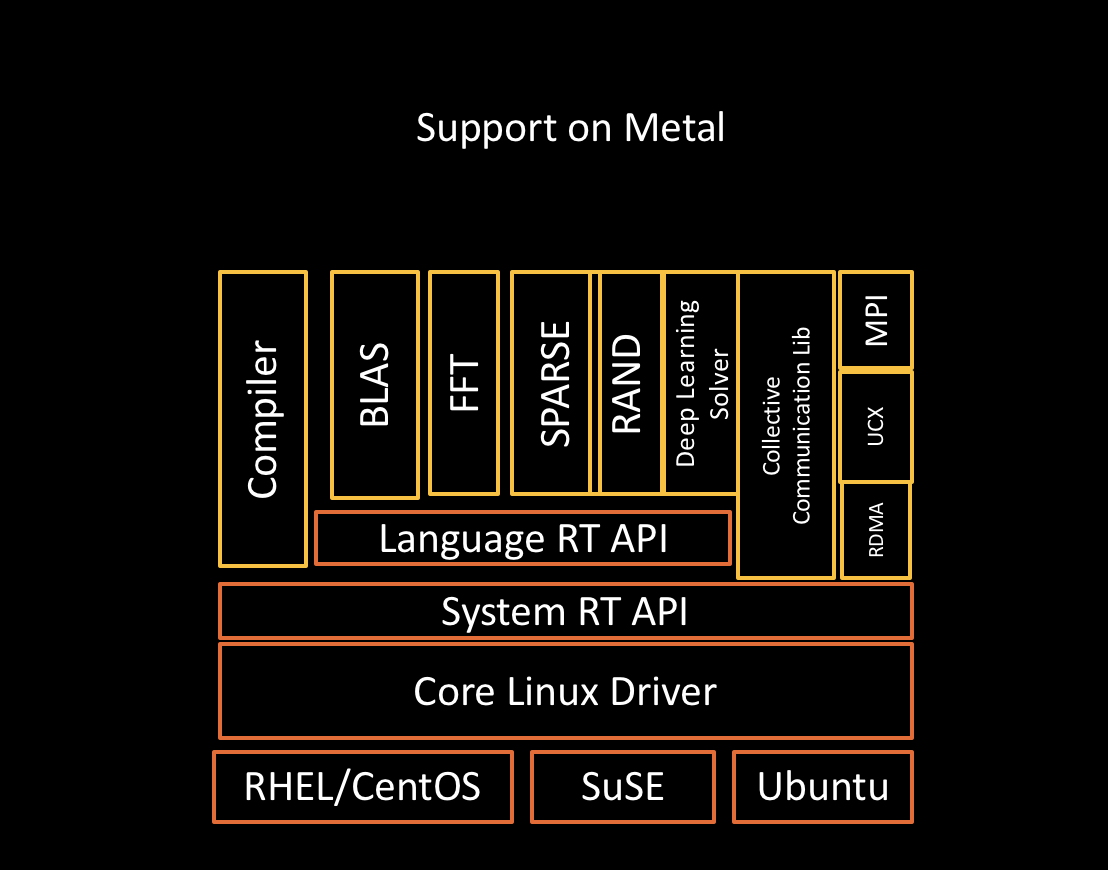 Support on Metal
Compiler
BLAS
FFT
SPARSE
RAND
Deep Learning
Solver
Collective
Communication Lib
MPI
UCX
RDMA
Language RT API
System RT API
Core Linux Driver
RHEL/CentOS
SuSE
Ubuntu